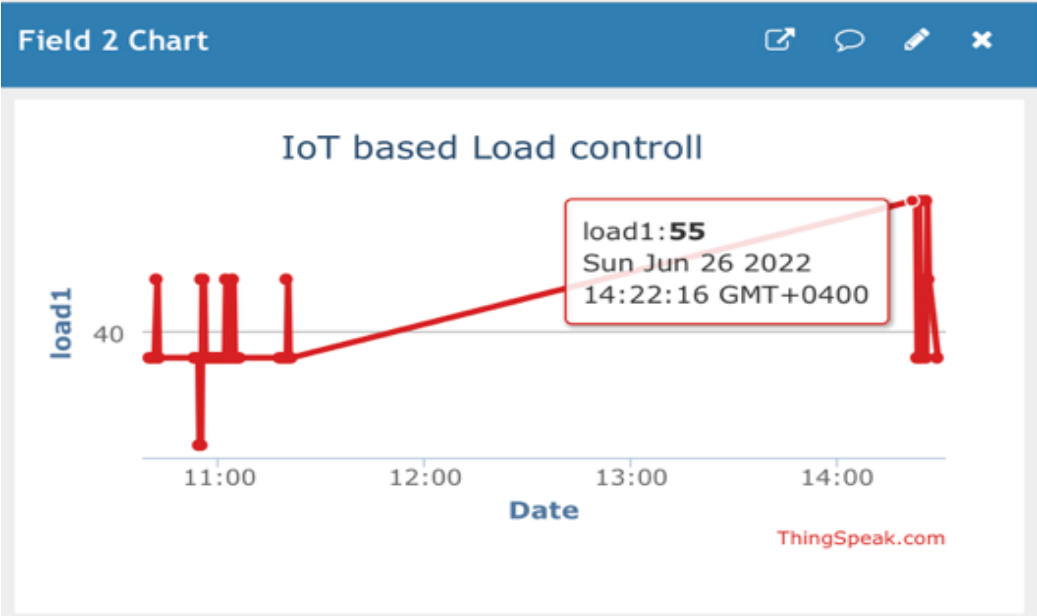 Field 2 Chart
IoT based Load controll
load1:55
Sun Jun 26 2022
14:22:16 GMT+0400
load1
40
11:00
12:00
13:00
14:00
Date
ThingSpeak.com